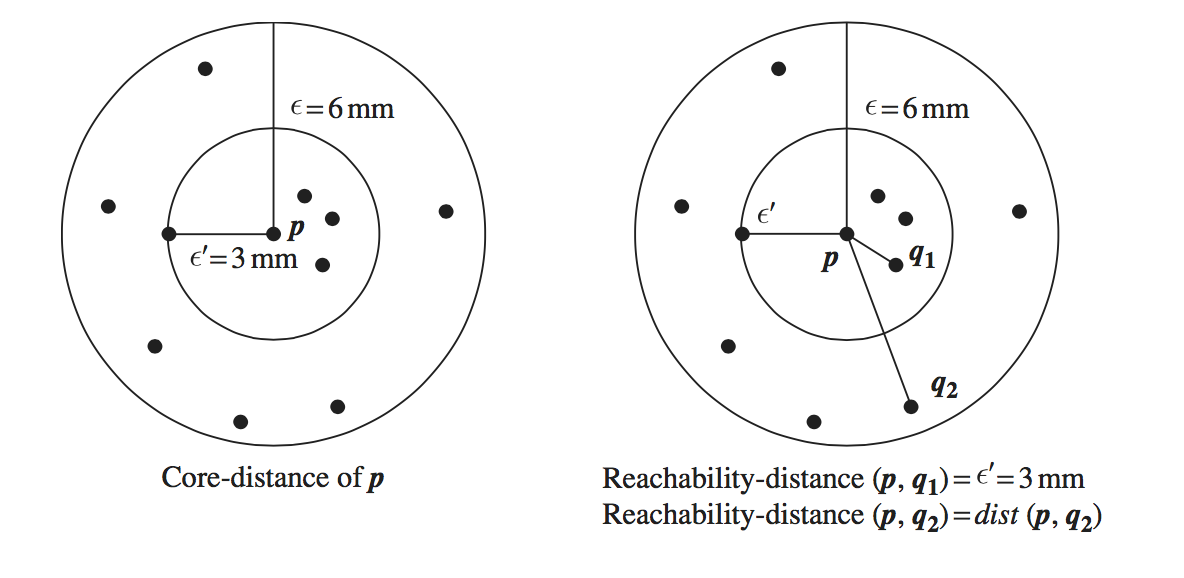 ϵ=6 mm
p
ϵ′=3 mm
Core-distance of p
ϵ=6 mm
ϵ′
p
q₁
q₂
Reachability-distance (p, q₁)=ϵ′=3 mm
Reachability-distance (p, q₂)=dist (p, q₂)